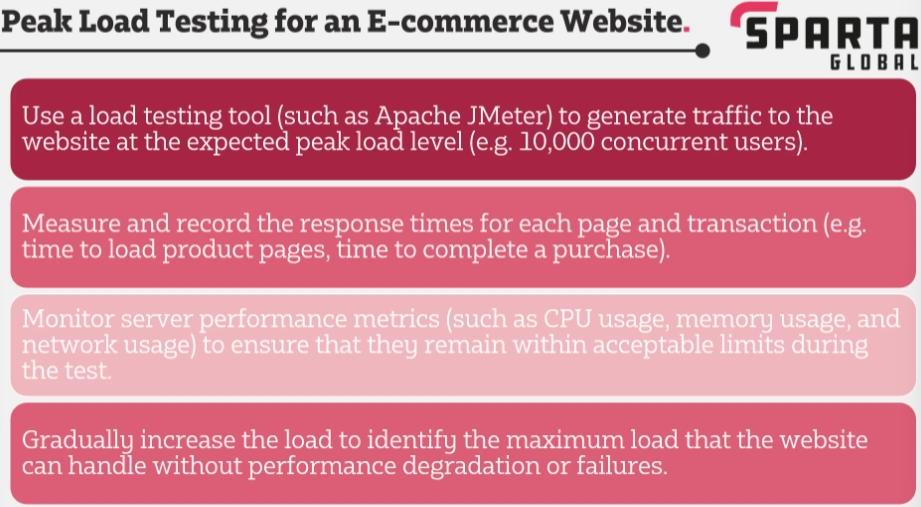 Peak Load Testing for an E-commerce Website.
SPARTA
GLOBAL
Use a load testing tool (such as Apache JMeter) to generate traffic to the
website at the expected peak load level (e.g. 10,000 concurrent users).
Measure and record the response times for each page and transaction (e.g.
time to load product pages, time to complete a purchase).
Monitor server performance metrics (such as CPU usage, memory usage, and
network usage) to ensure that they remain within acceptable limits during
the test.
Gradually increase the load to identify the maximum load that the website
can handle without performance degradation or failures.